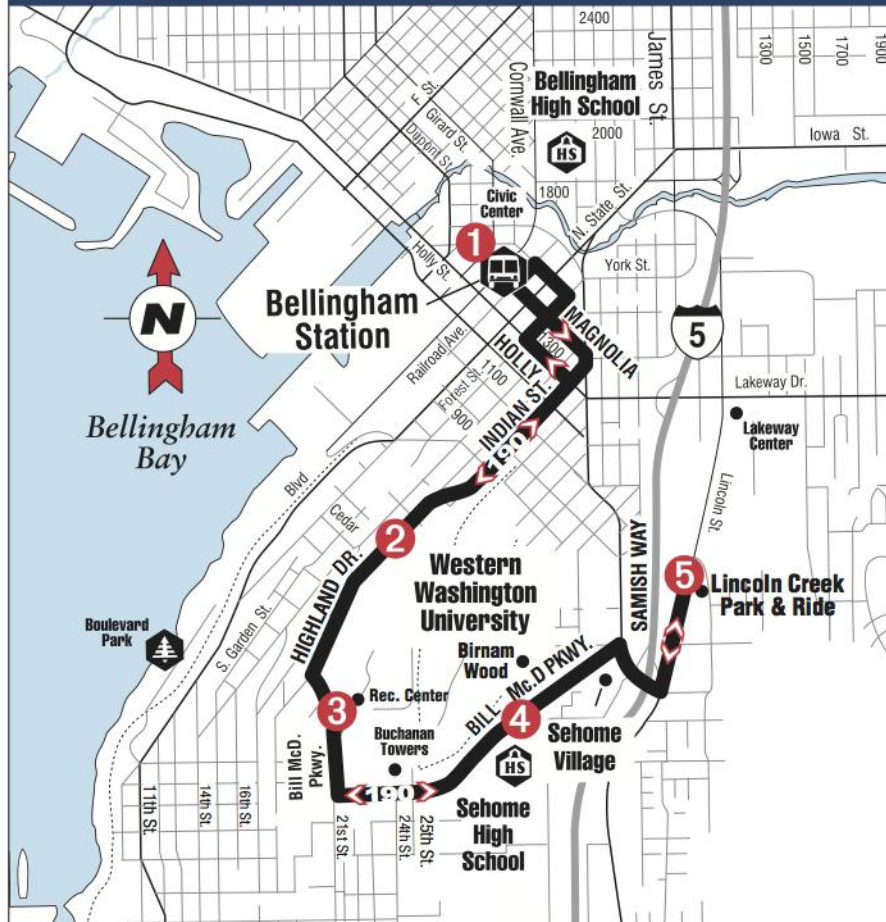 2400
James St.
1300
1500
1700
1900
F St.
Girard St.
Dupont St.
Cornwall Ave.
Bellingham
High School
HS
2000
Iowa St.
1800
Civic
Center
N. State St.
1
Holly St.
York St.
Bellingham
Station
MAGNOLIA
5
N
1300
HOLLY
Railroad Ave.
1100
Forest St.
900
INDIAN ST.
190
Lakeway Dr.
Lakeway
Center
Bellingham
Bay
Lincoln St.
Blvd
Cedar
2
HIGHLAND DR.
Western
Washington
University
SAMISH WAY
5
Lincoln Creek
Park & Ride
Boulevard
Park
S. Garden St.
Birnam
Wood
BILL Mc.D PKWY.
Rec. Center
3
4
Bill McD.
Pkwy.
Buchanan
Towers
Sehome
Village
HS
190
11th St.
14th St.
16th St.
21st St.
24th St.
25th St.
Sehome
High
School